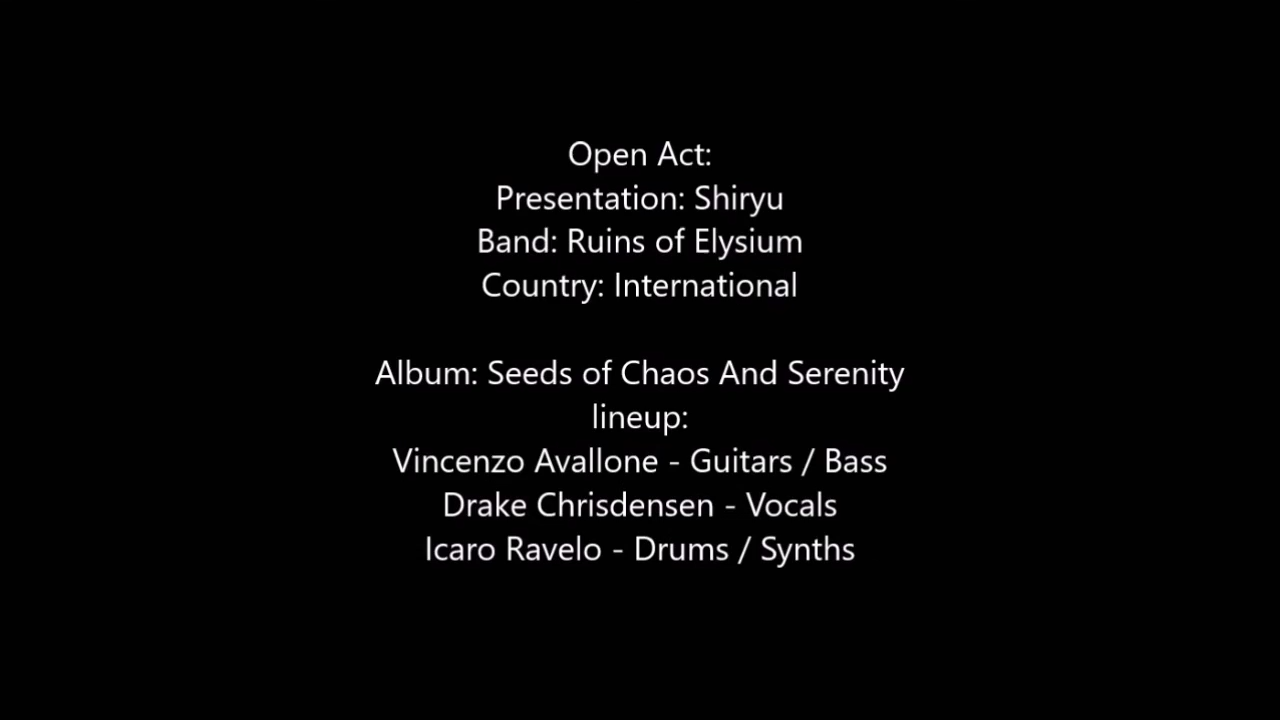 Open Act:
Presentation: Shiryu
Band: Ruins of Elysium
Country: International
Album: Seeds of Chaos And Serenity
lineup:
Vincenzo Avallone - Guitars / Bass
Drake Chrisdensen - Vocals
Icaro Ravelo - Drums / Synths